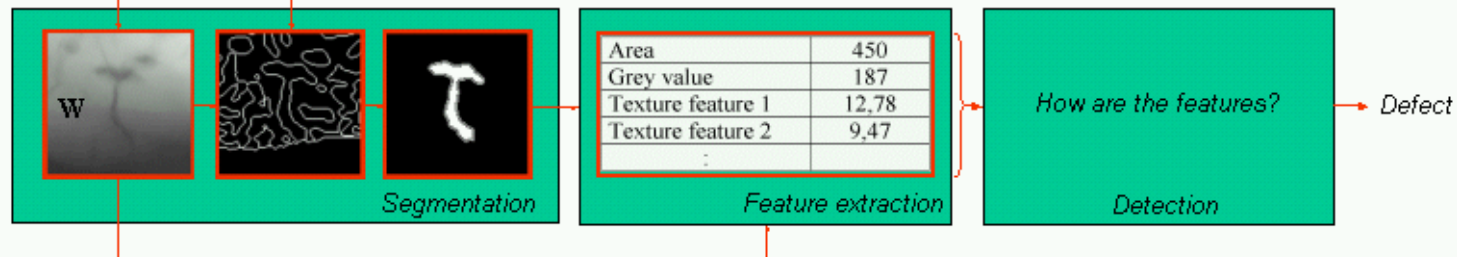 W
Segmentation
Area 450
Grey value 187
Texture feature 1 12,78
Texture feature 2 9,47
:
Feature extraction
How are the features?
Detection
Defect